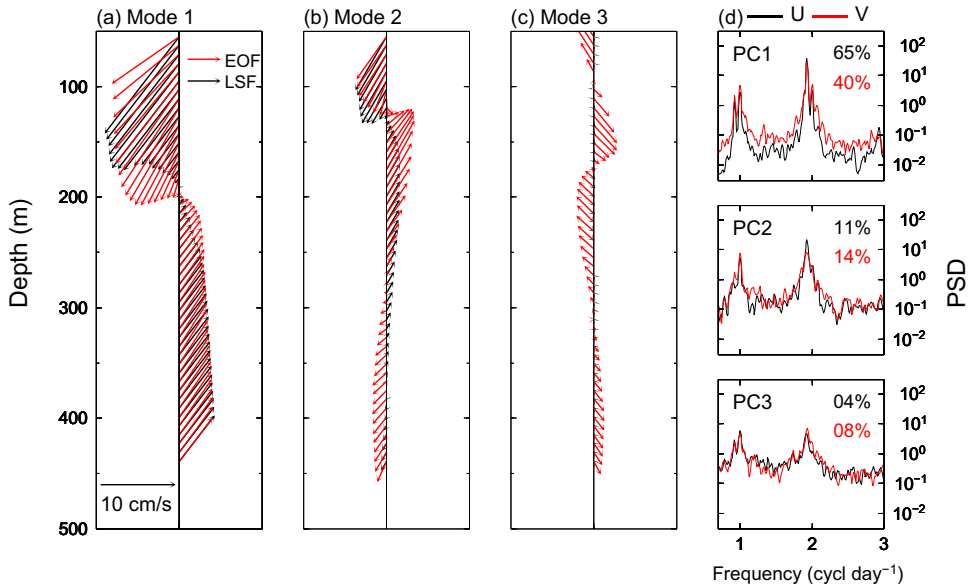 (a) Mode 1
(b) Mode 2
(c) Mode 3
(d) U V
EOF
LSF
100
200
300
400
500
Depth (m)
10 cm/s
PC1 65%
40%
10²
10¹
10⁰
10⁻¹
10⁻²
PC2 11%
14%
10²
10¹
10⁰
10⁻¹
10⁻²
PC3 04%
08%
10²
10¹
10⁰
10⁻¹
10⁻²
PSD
1 2 3
Frequency (cycl day⁻¹)